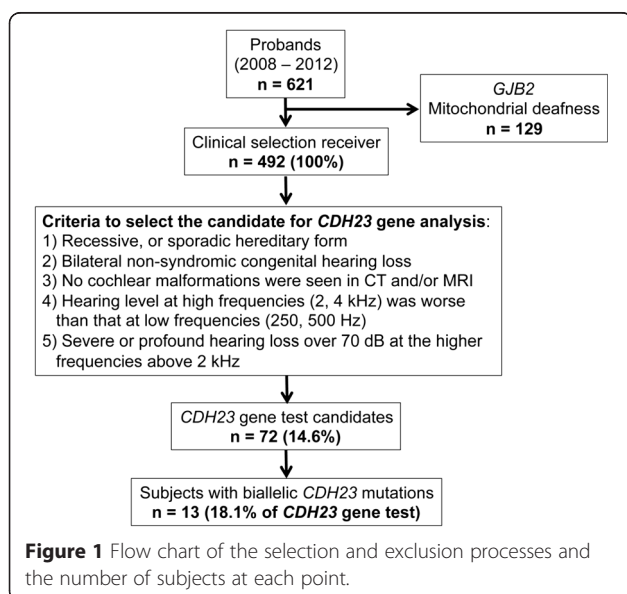 Probands
(2008 – 2012)
n = 621
GJB2
Mitochondrial deafness
n = 129
Clinical selection receiver
n = 492 (100%)
Criteria to select the candidate for CDH23 gene analysis:
1) Recessive, or sporadic hereditary form
2) Bilateral non-syndromic congenital hearing loss
3) No cochlear malformations were seen in CT and/or MRI
4) Hearing level at high frequencies (2, 4 kHz) was worse
than that at low frequencies (250, 500 Hz)
5) Severe or profound hearing loss over 70 dB at the higher
frequencies above 2 kHz
CDH23 gene test candidates
n = 72 (14.6%)
Subjects with biallelic CDH23 mutations
n = 13 (18.1% of CDH23 gene test)
Figure 1 Flow chart of the selection and exclusion processes and
the number of subjects at each point.